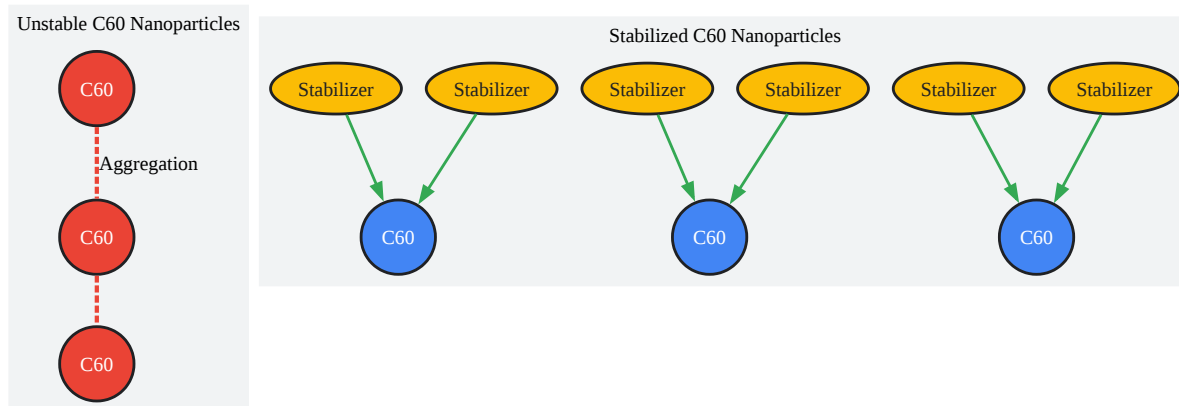 Unstable C60 Nanoparticles
C60
Aggregation
C60
C60
Stabilized C60 Nanoparticles
Stabilizer
Stabilizer
Stabilizer
Stabilizer
Stabilizer
Stabilizer
C60
C60
C60